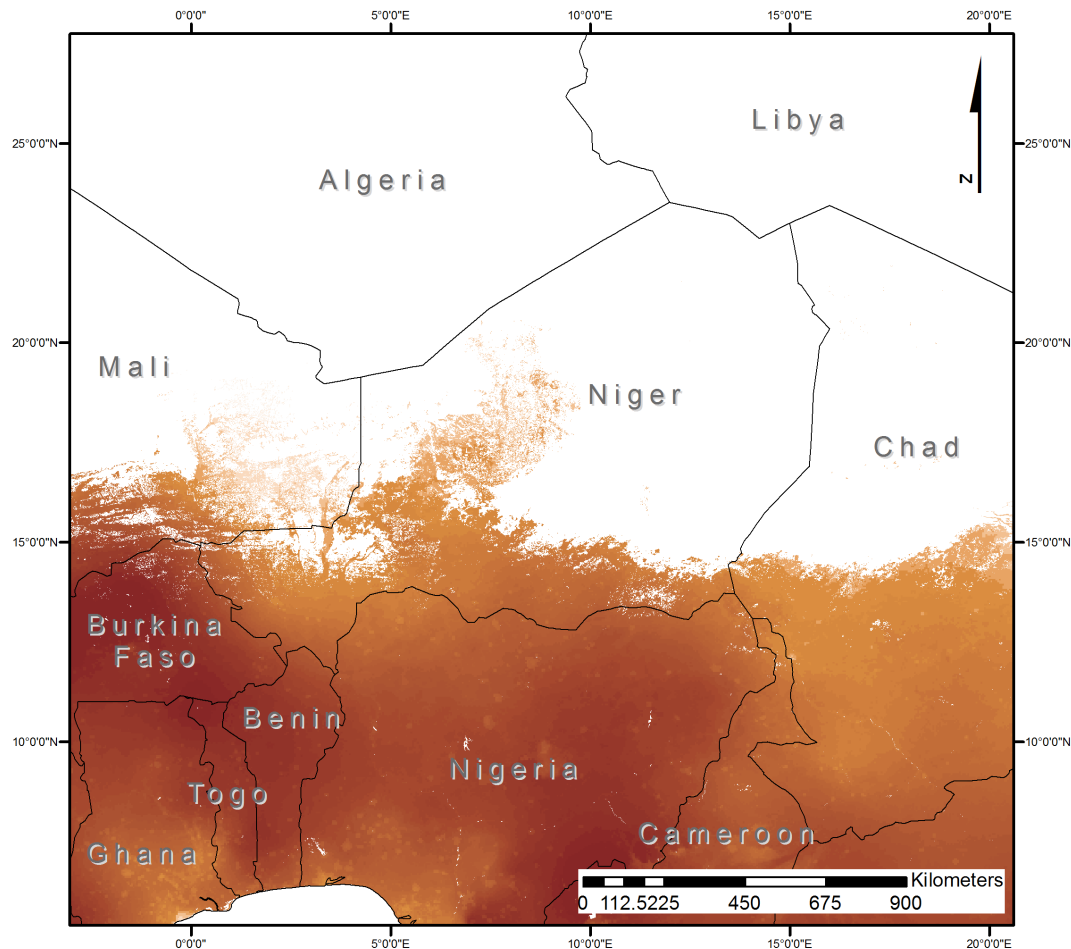 0°0'0" 5°0'0"E 10°0'0"E 15°0'0"E 20°0'0"E
Libya
25°0'0"N 25°0'0"N
Algeria
N
20°0'0"N 20°0'0"N
Mali
Niger
Chad
15°0'0"N 15°0'0"N
Burkina
Faso
Benin
10°0'0"N 10°0'0"N
Nigeria
Togo
Cameroon
Ghana
Kilometers
0 112.5225 450 675 900
0°0'0" 5°0'0"E 10°0'0"E 15°0'0"E 20°0'0"E